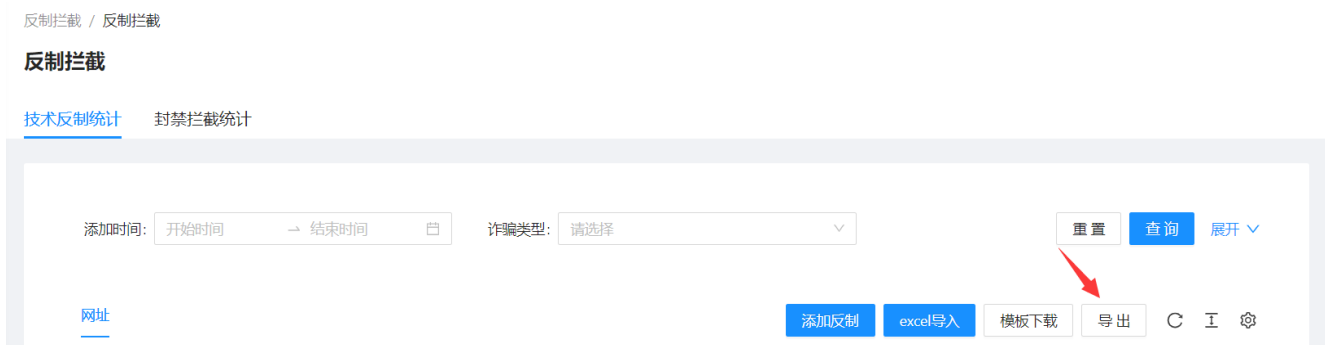 反制拦截 / 反制拦截
反制拦截
技术反制统计 封禁拦截统计
添加时间: 开始时间 → 结束时间 诈骗类型: 请选择 重置 查询 展开
网址 添加反制 excel导入 模板下载 导出